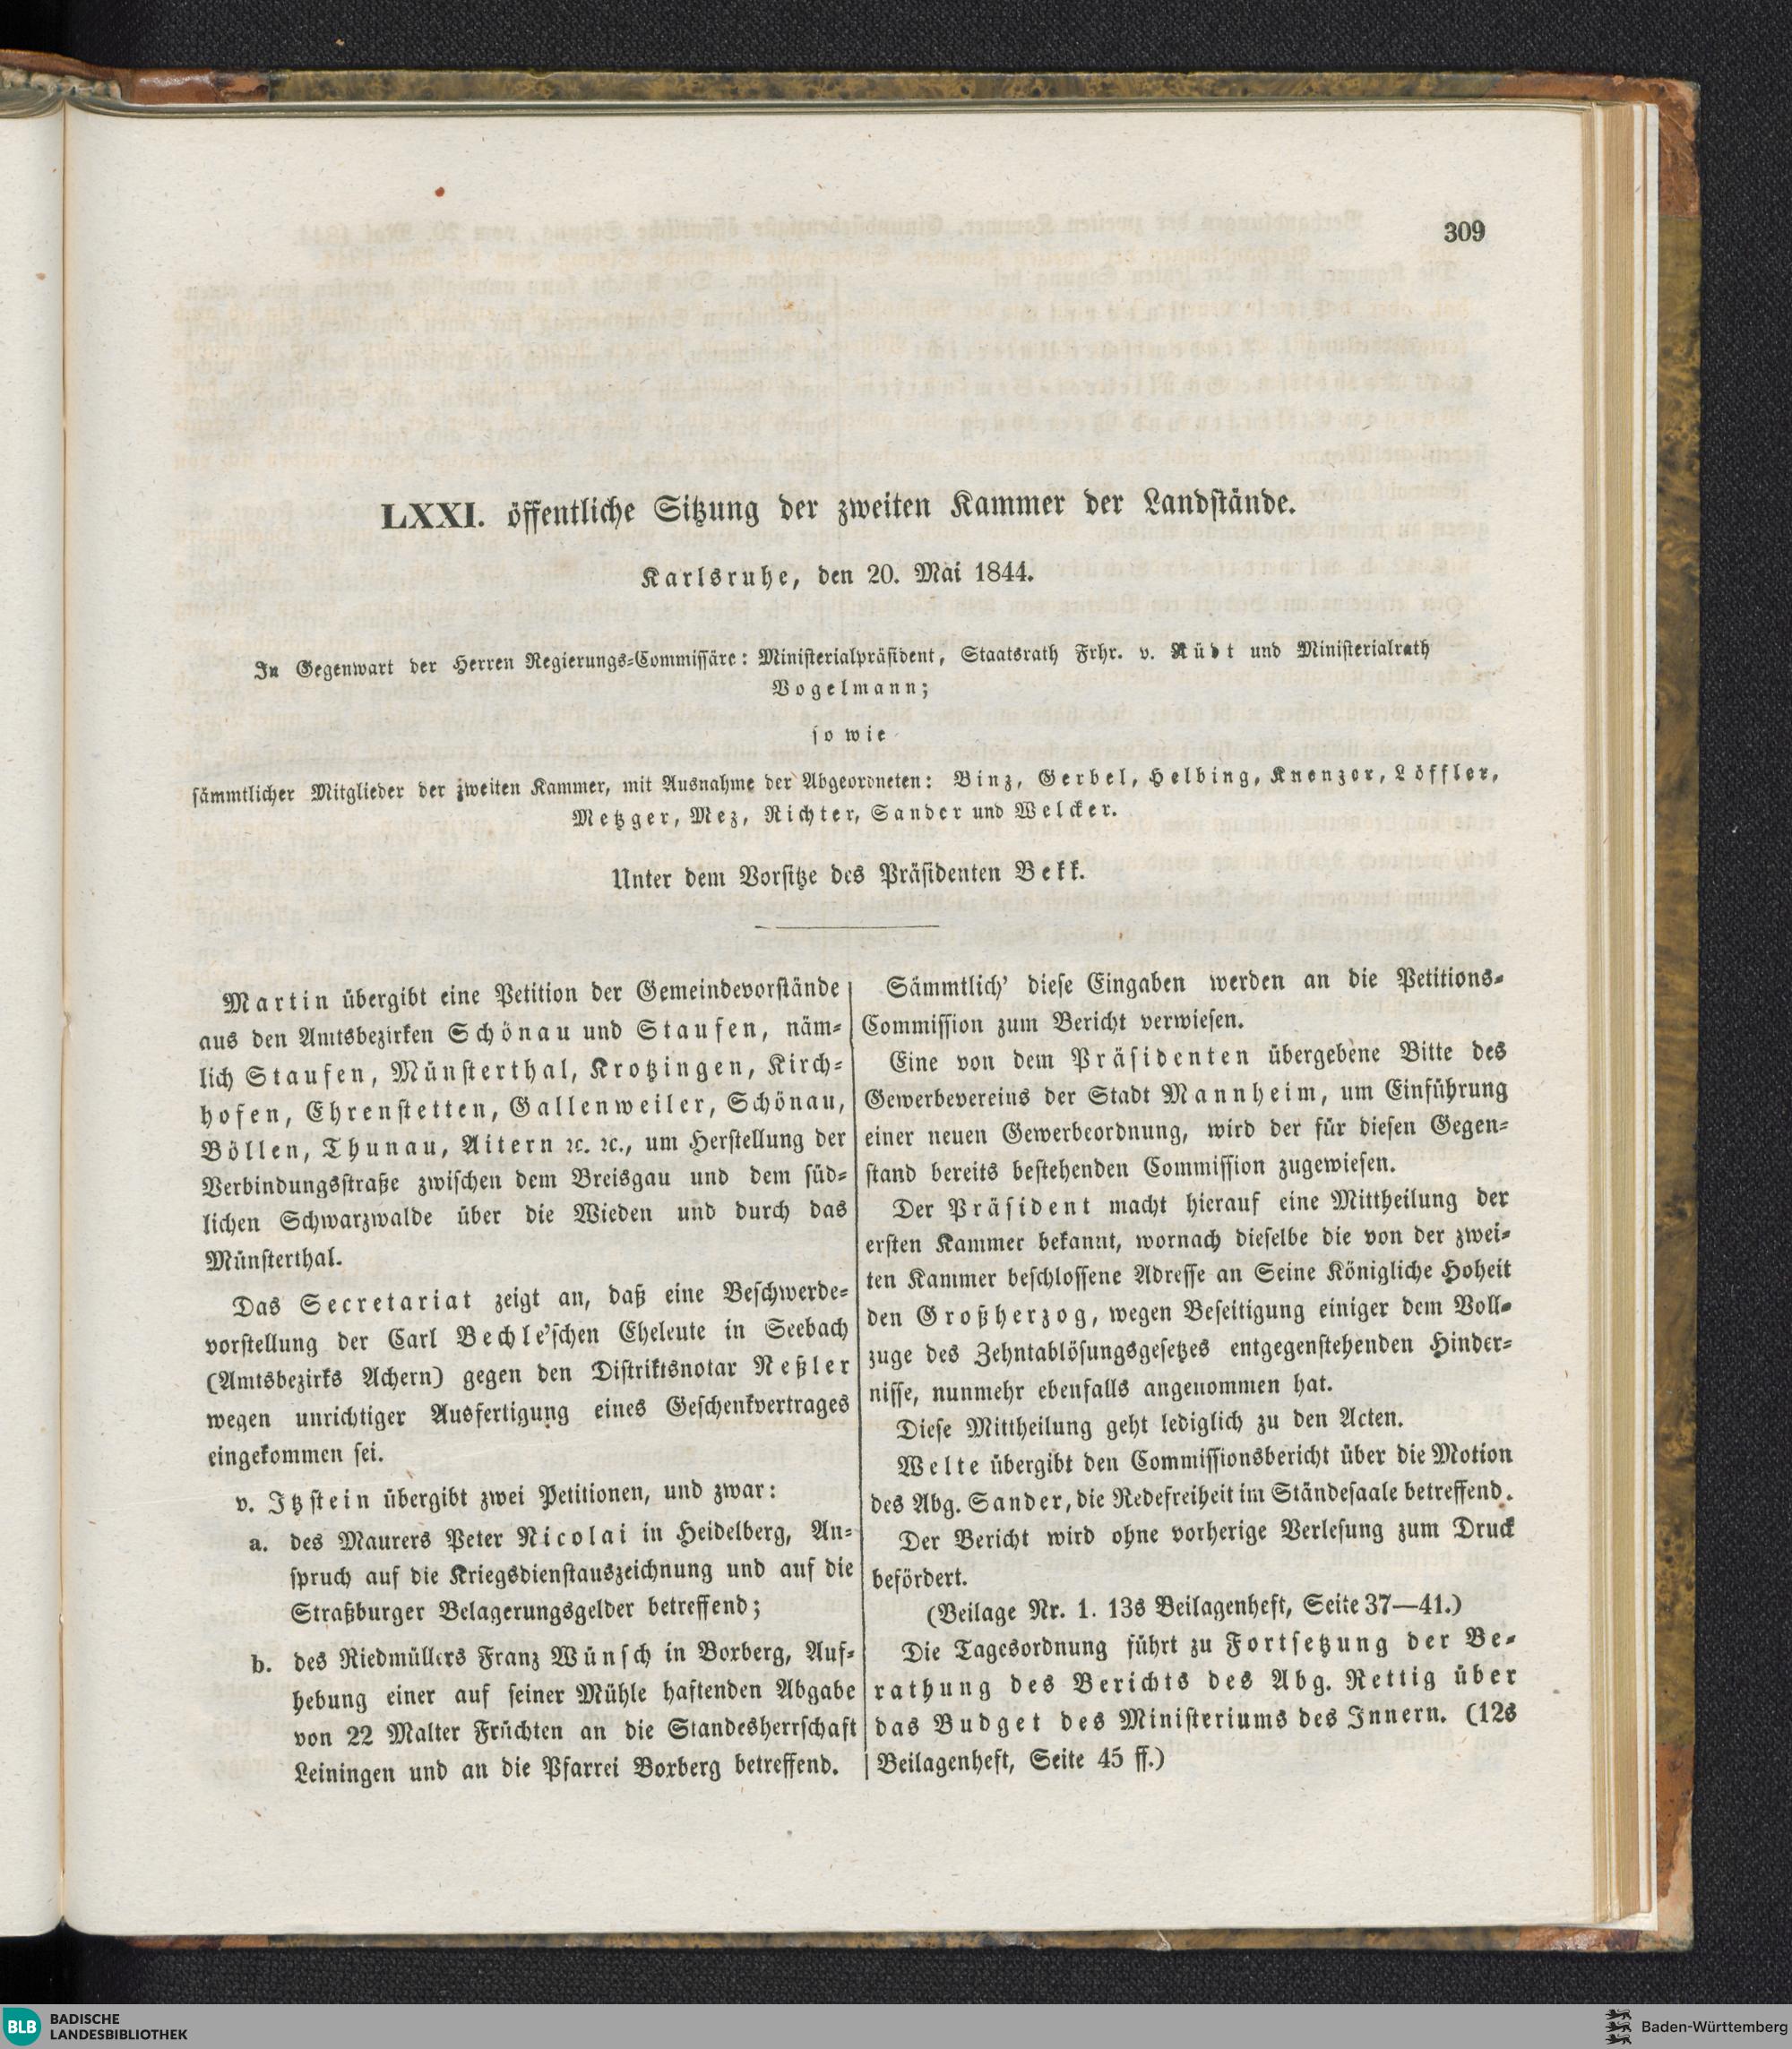 309
LXXI. öffentliche Sitzung der zweiten Kammer der Landstände.
Karlsruhe, den 20. Mai 1844.
In Gegenwart der Herren Regierungs-Commissäre: Ministerialpräsident, Staatsrath Frhr. v. Rüdt und Ministerialrath
Vogelmann;
sowie
sämmtlicher Mitglieder der zweiten Kammer, mit Ausnahme der Abgeordneten: Binz, Gerbel, Helbing, Knenzer, Löffler,
Metzger, Mez, Richter, Sander und Welcker.
Unter dem Vorsitze des Präsidenten Bekk.
Martin übergibt eine Petition der Gemeindevorstände
aus den Amtsbezirken Schönau und Staufen, näm-
lich Staufen, Münsterthal, Krotzingen, Kirch-
hofen, Ehrenstetten, Gallenweiler, Schönau,
Böllen, Thunau, Aitern ꝛc. ꝛc., um Herstellung der
Verbindungsstraße zwischen dem Breisgau und dem süd-
lichen Schwarzwalde über die Wieden und durch das
Münsterthal.
Das Secretariat zeigt an, daß eine Beschwerde-
vorstellung der Carl Bechle'schen Eheleute in Seebach
(Amtsbezirks Achern) gegen den Distriktsnotar Neßler
wegen unrichtiger Ausfertigung eines Geschenkvertrages
eingekommen sei.
v. Itzstein übergibt zwei Petitionen, und zwar:
a. des Maurers Peter Nicolai in Heidelberg, An-
spruch auf die Kriegsdienstauszeichnung und auf die
Straßburger Belagerungsgelder betreffend;
b. des Riedmüllers Franz Wünsch in Boxberg, Auf-
hebung einer auf seiner Mühle haftenden Abgabe
von 22 Malter Früchten an die Standesherrschaft
Leiningen und an die Pfarrei Boxberg betreffend.
Sämmtlich' diese Eingaben werden an die Petitions-
Commission zum Bericht verwiesen.
Eine von dem Präsidenten übergebene Bitte des
Gewerbevereins der Stadt Mannheim, um Einführung
einer neuen Gewerbeordnung, wird der für diesen Gegen-
stand bereits bestehenden Commission zugewiesen.
Der Präsident macht hierauf eine Mittheilung der
ersten Kammer bekannt, wornach dieselbe die von der zwei-
ten Kammer beschlossene Adresse an Seine Königliche Hoheit
den Großherzog, wegen Beseitigung einiger dem Voll-
zuge des Zehntablösungsgesetzes entgegenstehenden Hinder-
nisse, nunmehr ebenfalls angenommen hat.
Diese Mittheilung geht lediglich zu den Acten.
Welte übergibt den Commissionsbericht über die Motion
des Abg. Sander, die Redefreiheit im Ständesaale betreffend.
Der Bericht wird ohne vorherige Verlesung zum Druck
befördert.
(Beilage Nr. 1. 13s Beilagenheft, Seite 37—41.)
Die Tagesordnung führt zu Fortsetzung der Be-
rathung des Berichts des Abg. Rettig über
das Budget des Ministeriums des Innern. (12s
Beilagenheft, Seite 45 ff.)
BLB BADISCHE
LANDESBIBLIOTHEK
Baden-Württemberg